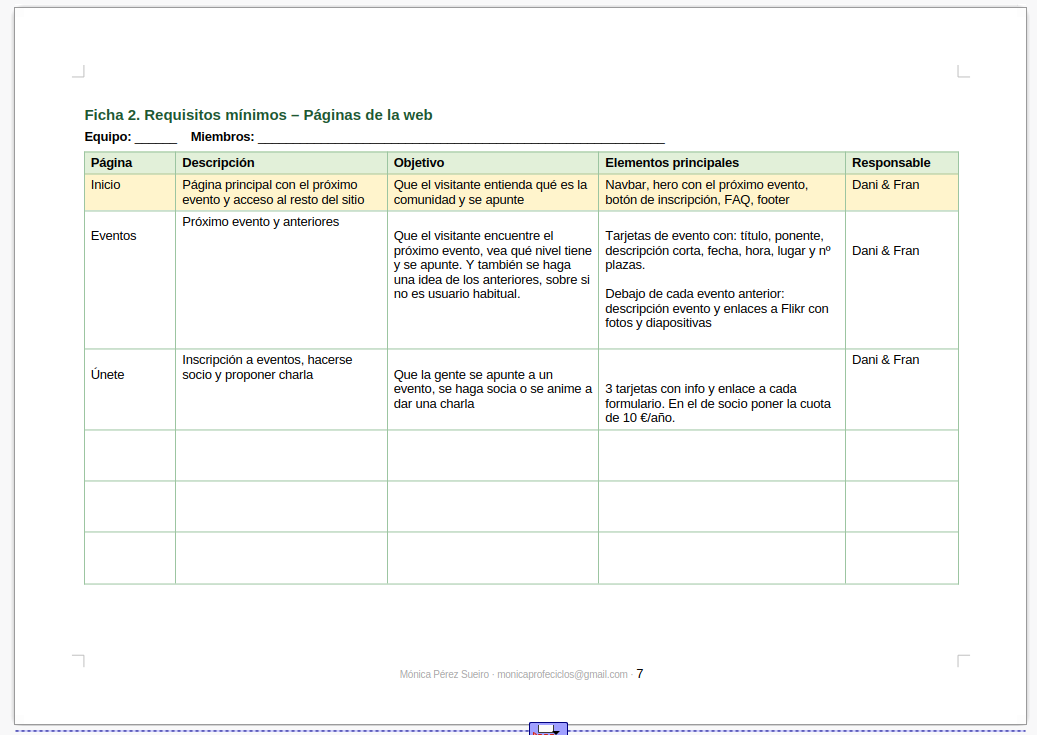 Ficha 2. Requisitos mínimos – Páginas de la web
Equipo: ______ Miembros: __________________________________________________________
Página Descripción Objetivo Elementos principales Responsable
Inicio
Página principal con el próximo
evento y acceso al resto del sitio
Que el visitante entienda qué es la
comunidad y se apunte
Navbar, hero con el próximo evento,
botón de inscripción, FAQ, footer
Dani & Fran
Eventos
Próximo evento y anteriores
Que el visitante encuentre el
próximo evento, vea qué nivel tiene
y se apunte. Y también se haga
una idea de los anteriores, sobre si
no es usuario habitual.
Tarjetas de evento con: título, ponente,
descripción corta, fecha, hora, lugar y nº
plazas.
Debajo de cada evento anterior:
descripción evento y enlaces a Flikr con
fotos y diapositivas
Dani & Fran
Únete
Inscripción a eventos, hacerse
socio y proponer charla
Que la gente se apunte a un
evento, se haga socia o se anime a
dar una charla
3 tarjetas con info y enlace a cada
formulario. En el de socio poner la cuota
de 10 €/año.
Dani & Fran
Mónica Pérez Sueiro · monicaprofeciclos@gmail.com · 7